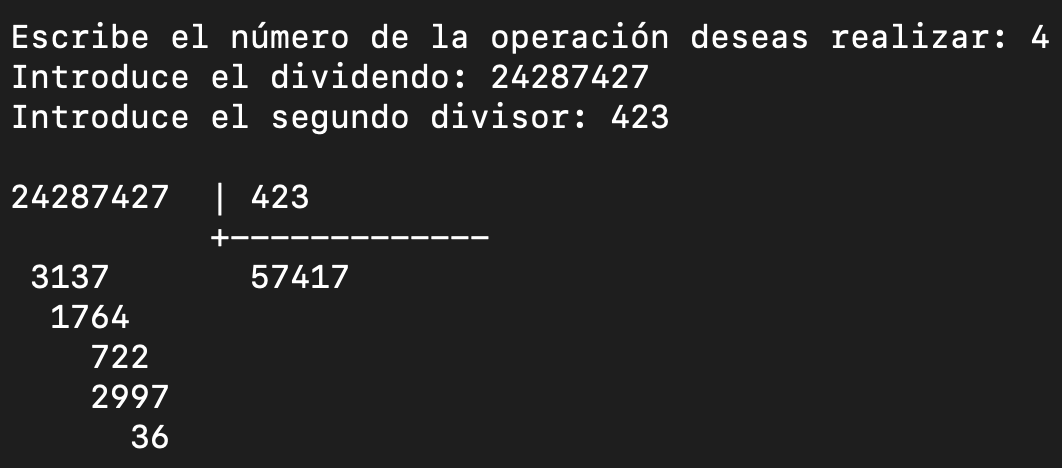 Escribe el número de la operación deseas realizar: 4
Introduce el dividendo: 24287427
Introduce el segundo divisor: 423
24287427  | 423
          +−−−−−−−−−−−−−
 3137       57417
  1764
    722
    2997
      36